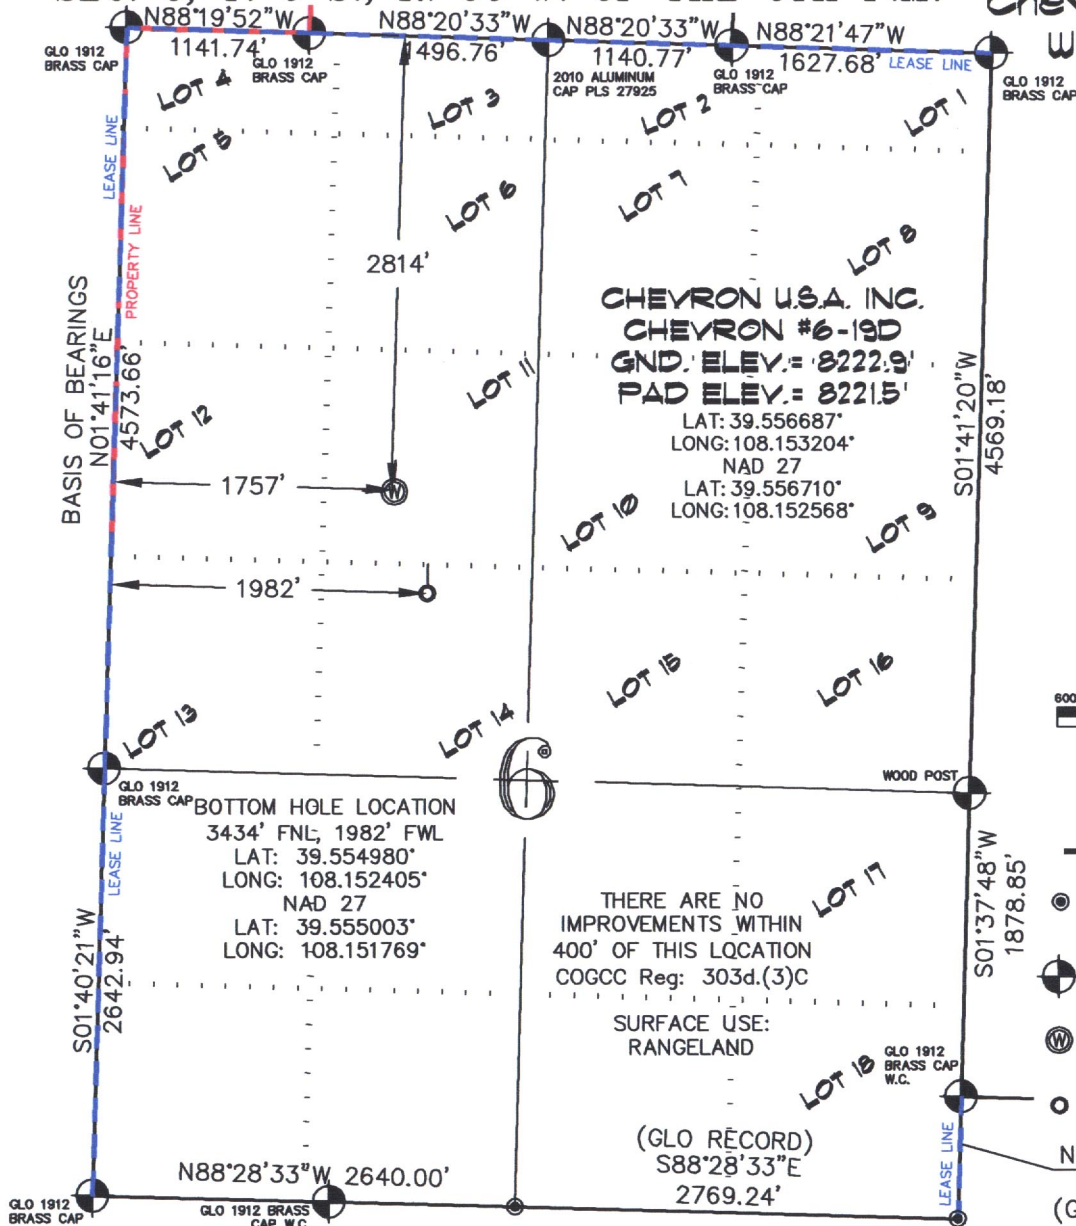 N88°19'52"W
1141.74'
N88°20'33"W
1496.76'
N88°20'33"W
1140.77'
N88°21'47"W
1627.68'
LEASE LINE
GLO 1912
BRASS CAP
GLO 1912
BRASS CAP
2010 ALUMINUM
CAP PLS 27925
GLO 1912
BRASS CAP
GLO 1912
BRASS CAP
LOT 4
LOT 3
LOT 2
LOT 1
LOT 5
LOT 6
LOT 7
LOT 8
LEASE LINE
PROPERTY LINE
BASIS OF BEARINGS
N01°41'16"E
4573.66'
2814'
CHEVRON U.S.A. INC.
CHEVRON #6-19D
GND. ELEV.= 8222.9'
PAD ELEV.= 8221.5'
LAT: 39.556687°
LONG: 108.153204°
NAD 27
LAT: 39.556710°
LONG: 108.152568°
S01°41'20"W
4569.18'
LOT 12
LOT 11
LOT 10
LOT 9
1757'
W
1982'
LOT 13
LOT 14
LOT 15
LOT 16
6
600
GLO 1912
BRASS CAP
WOOD POST
BOTTOM HOLE LOCATION
3434' FNL, 1982' FWL
LAT: 39.554980°
LONG: 108.152405°
NAD 27
LAT: 39.555003°
LONG: 108.151769°
LEASE LINE
S01°40'21"W
2642.94'
THERE ARE NO
IMPROVEMENTS WITHIN
400' OF THIS LOCATION
COGCC Reg: 303d.(3)C
SURFACE USE:
RANGELAND
LOT 17
LOT 18
S01°37'48"W
1878.85'
W
GLO 1912
BRASS CAP
W.C.
LEASE LINE
N
(G
(GLO RECORD)
S88°28'33"E
2769.24'
N88°28'33"W 2640.00'
GLO 1912
BRASS CAP
GLO 1912 BRASS
CAP W.C.